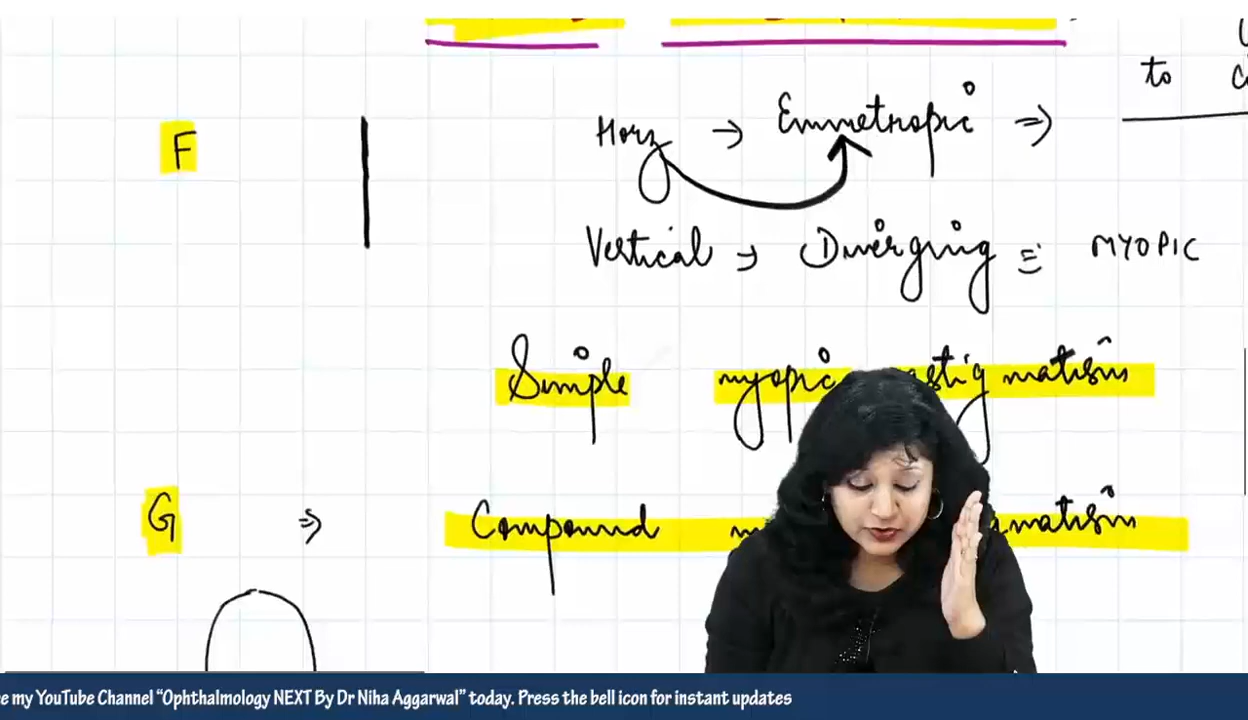 to
F
Horz → Emmetropic ⇒
Vertical → Diverging ≡ MYOPIC
Simple myopic astigmatism
G ⇒ Compound
e my YouTube Channel “Ophthalmology NEXT By Dr Niha Aggarwal” today. Press the bell icon for instant updates